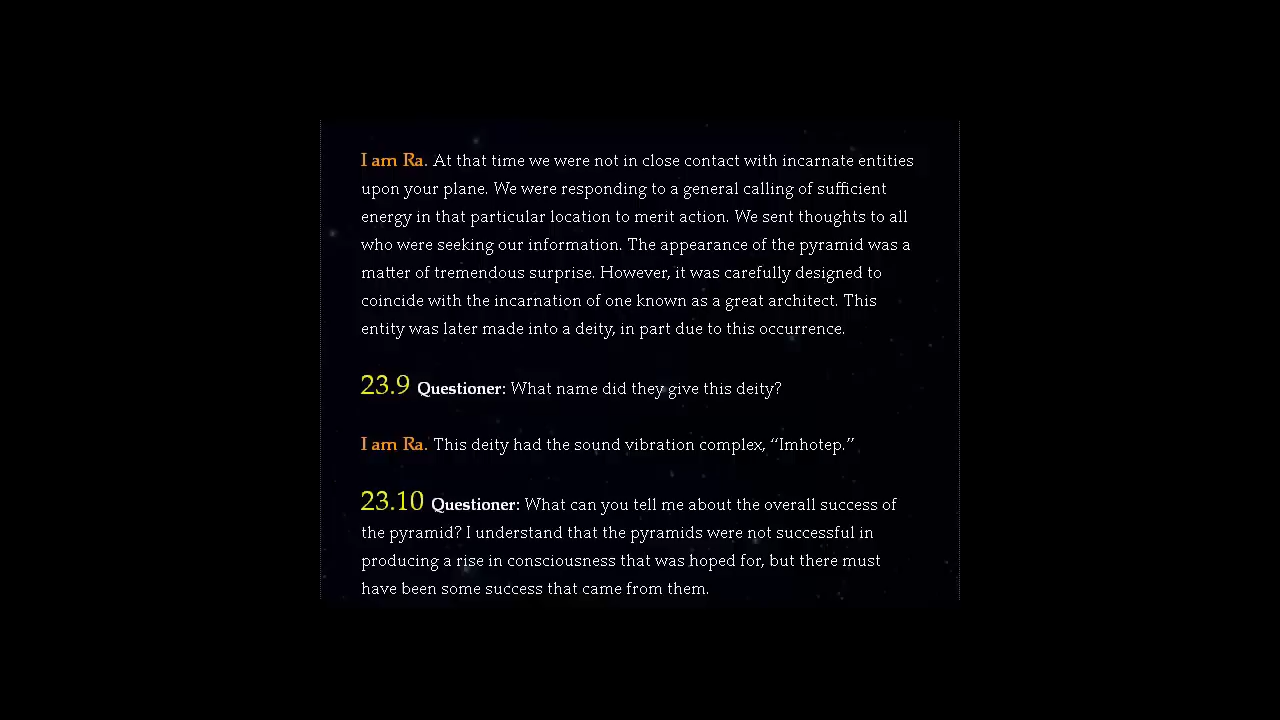 I am Ra. At that time we were not in close contact with incarnate entities
upon your plane. We were responding to a general calling of sufficient
energy in that particular location to merit action. We sent thoughts to all
who were seeking our information. The appearance of the pyramid was a
matter of tremendous surprise. However, it was carefully designed to
coincide with the incarnation of one known as a great architect. This
entity was later made into a deity, in part due to this occurrence.
23.9 Questioner: What name did they give this deity?
I am Ra. This deity had the sound vibration complex, “Imhotep.”
23.10 Questioner: What can you tell me about the overall success of
the pyramid? I understand that the pyramids were not successful in
producing a rise in consciousness that was hoped for, but there must
have been some success that came from them.